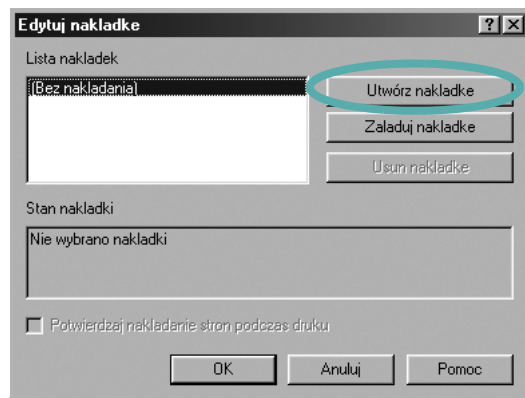 Edytuj nakladke
Lista nakladek
(Bez nakladania)
Utwórz nakladke
Zaladuj nakladke
Usun nakladke
Stan nakladki
Nie wybrano nakladki
Potwierdzaj nakladanie stron podczas druku
OK Anuluj Pomoc